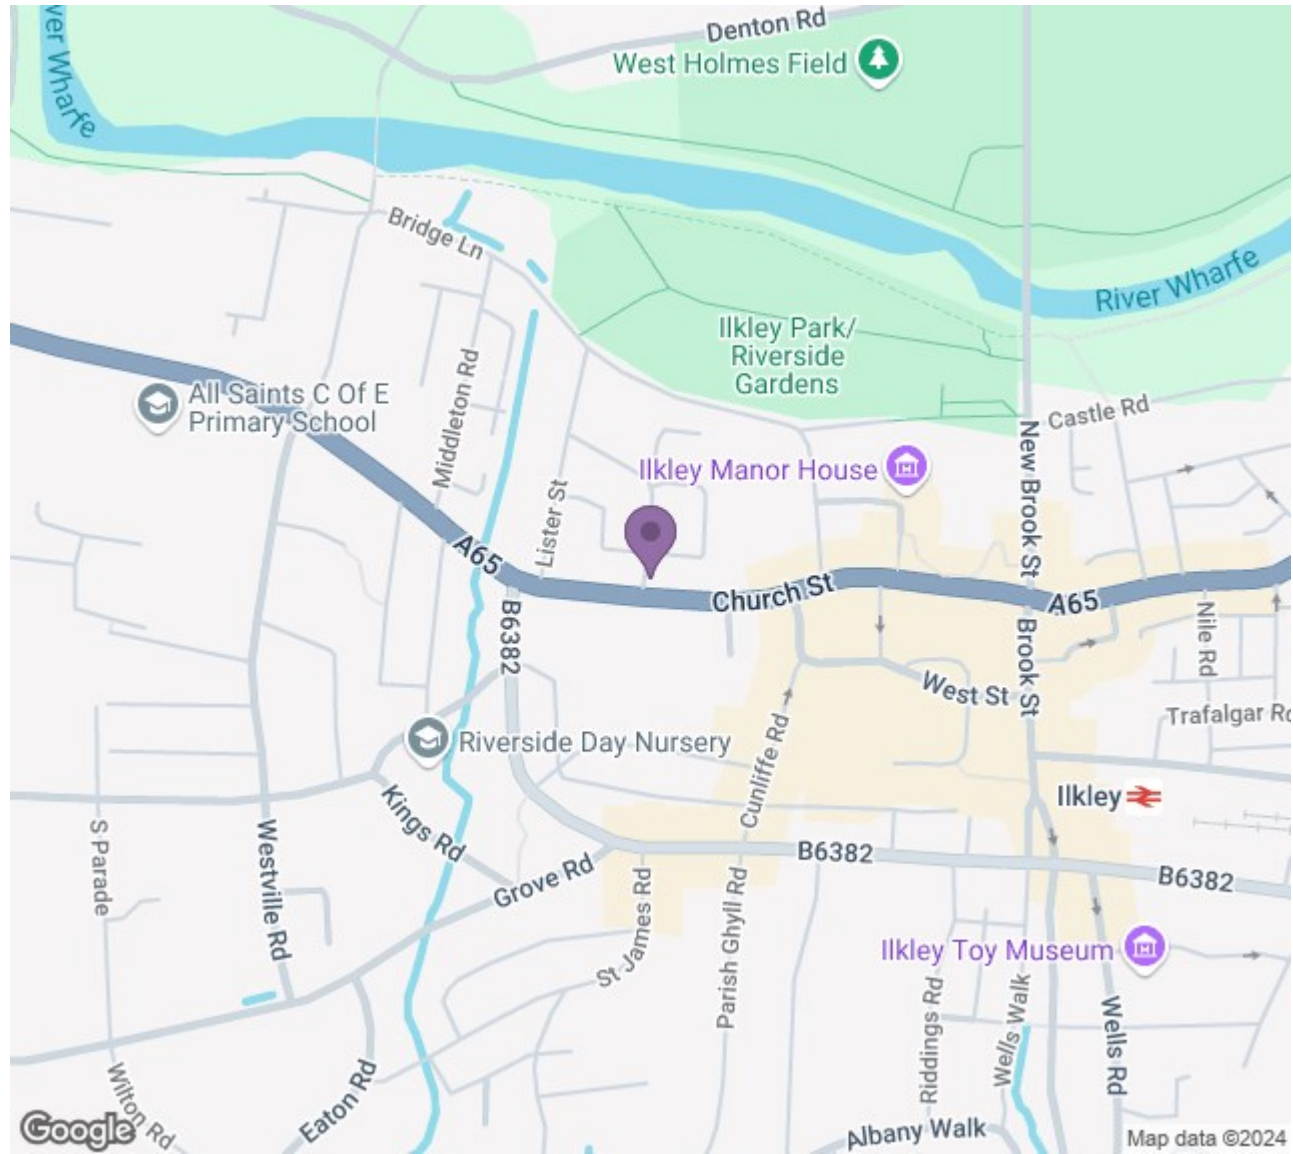 Denton Rd
West Holmes Field
River Wharfe
Bridge Ln
River Wharfe
Ilkley Park/
Riverside
Gardens
All Saints C Of E
Primary School
Middleton Rd
Castle Rd
New Brook St
Ilkley Manor House
Lister St
A65
Church St
A65
B6382
Brook St
Nile Rd
West St
Trafalgar Rd
Riverside Day Nursery
Cunliffe Rd
Ilkley
Kings Rd
S Parade
Westville Rd
B6382
B6382
Grove Rd
St James Rd
Parish Ghyll Rd
Ilkley Toy Museum
Riddings Rd
Wells Walk
Wells Rd
Wilton Rd
Eaton Rd
Albany Walk
Google
Map data ©2024